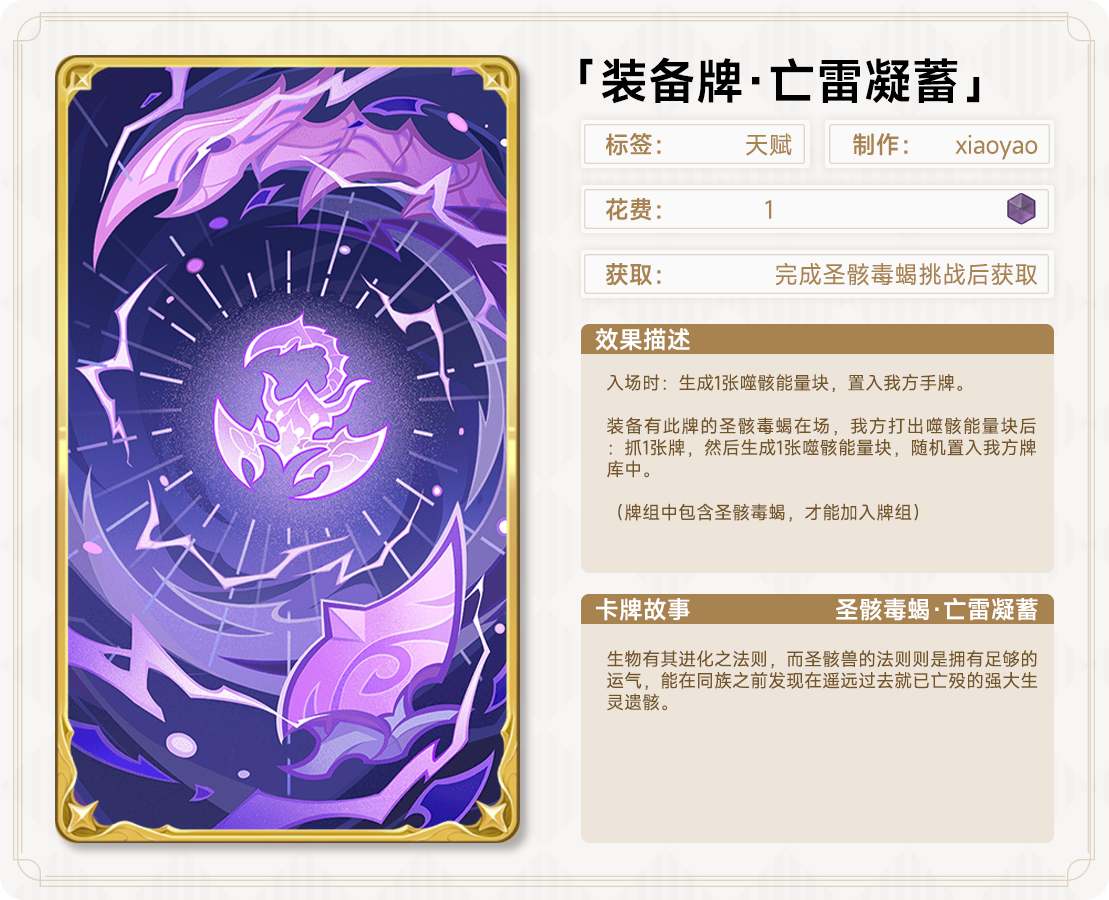 「装备牌·亡雷凝蓄」
标签： 天赋
制作： xiaoyao
花费： 1
获取： 完成圣骸毒蝎挑战后获取
效果描述
入场时：生成1张噬骸能量块，置入我方手牌。
装备有此牌的圣骸毒蝎在场，我方打出噬骸能量块后
：抓1张牌，然后生成1张噬骸能量块，随机置入我方牌
库中。
（牌组中包含圣骸毒蝎，才能加入牌组）
卡牌故事 圣骸毒蝎·亡雷凝蓄
生物有其进化之法则，而圣骸兽的法则则是拥有足够的
运气，能在同族之前发现在遥远过去就已亡殁的强大生
灵遗骸。